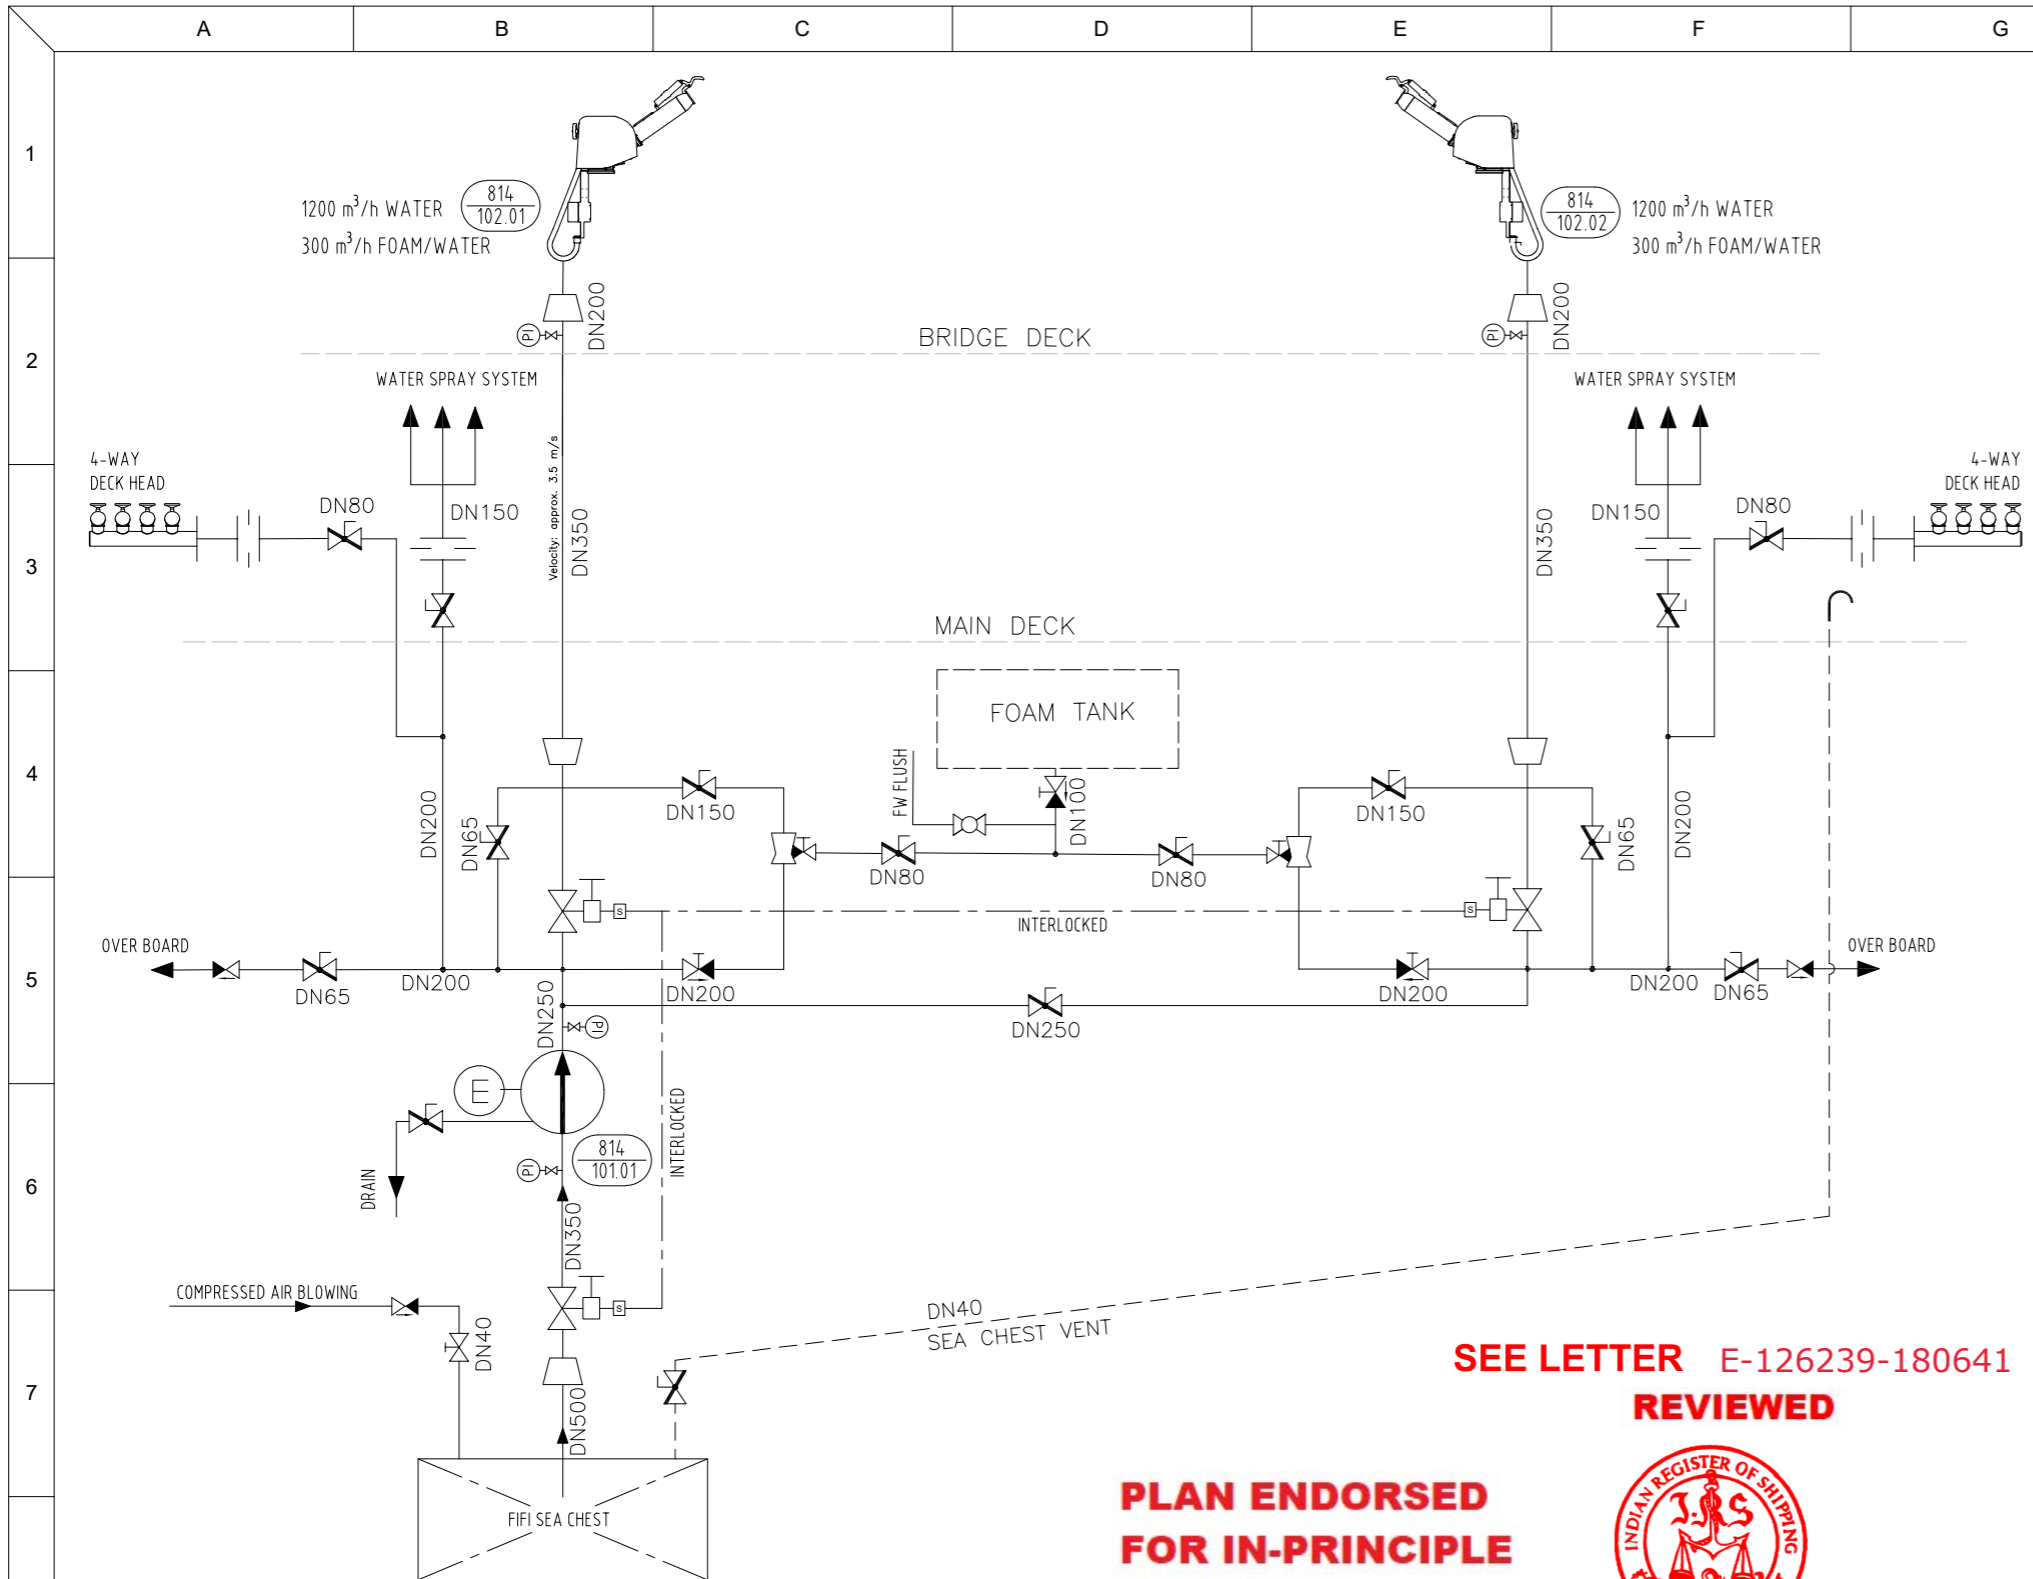 A B C D E F G
1
2
3
4
5
6
7
814
102.01
1200 m³/h WATER
300 m³/h FOAM/WATER
814
102.02
1200 m³/h WATER
300 m³/h FOAM/WATER
DN200
PI
DN200
PI
BRIDGE DECK
WATER SPRAY SYSTEM
WATER SPRAY SYSTEM
4-WAY
DECK HEAD
DN80
DN150
Velocity: approx. 3.5 m/s
DN350
DN350
DN150
DN80
4-WAY
DECK HEAD
MAIN DECK
FOAM TANK
FW FLUSH
DN100
DN200
DN65
DN150
DN80
DN80
DN150
DN65
DN200
S
INTERLOCKED
S
OVER BOARD
DN65
DN200
DN250
DN200
DN250
DN200
DN200
DN65
OVER BOARD
PI
E
DRAIN
814
101.01
PI
INTERLOCKED
DN350
COMPRESSED AIR BLOWING
S
DN40
DN500
DN40
SEA CHEST VENT
FIFI SEA CHEST
SEE LETTER E-126239-180641
REVIEWED
PLAN ENDORSED
FOR IN-PRINCIPLE
INDIAN REGISTER OF SHIPPING
I.R.S